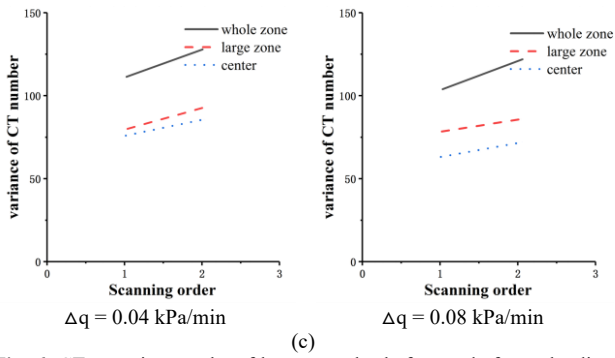 150
100
50
0
variance of CT number
whole zone
large zone
center
0 1 2 3
Scanning order
△q = 0.04 kPa/min
150
100
50
0
variance of CT number
whole zone
large zone
center
0 1 2 3
Scanning order
△q = 0.08 kPa/min
(c)